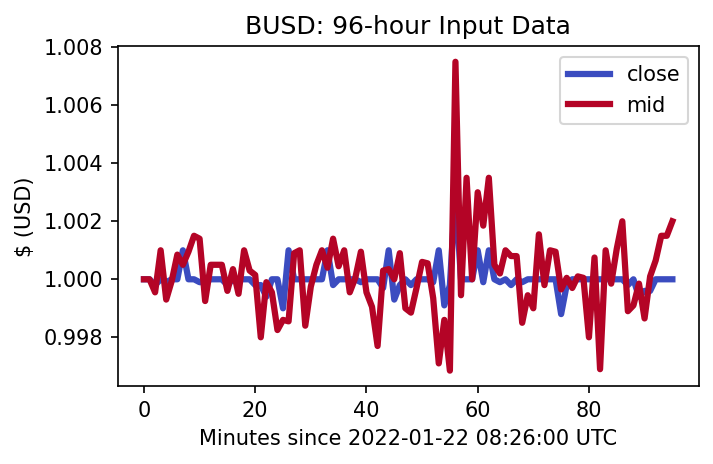 BUSD: 96-hour Input Data
1.008
1.006
1.004
1.002
1.000
0.998
$ (USD)
close
mid
0 20 40 60 80
Minutes since 2022-01-22 08:26:00 UTC